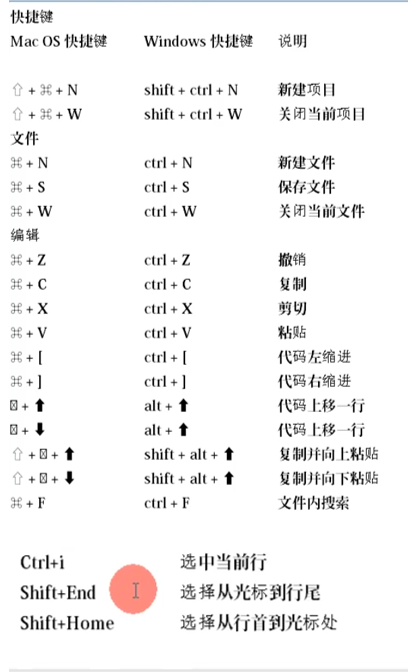 快捷键
Mac OS 快捷键 Windows 快捷键 说明
⇧ + ⌘ + N shift + ctrl + N 新建项目
⇧ + ⌘ + W shift + ctrl + W 关闭当前项目
文件
⌘ + N ctrl + N 新建文件
⌘ + S ctrl + S 保存文件
⌘ + W ctrl + W 关闭当前文件
编辑
⌘ + Z ctrl + Z 撤销
⌘ + C ctrl + C 复制
⌘ + X ctrl + X 剪切
⌘ + V ctrl + V 粘贴
⌘ + [ ctrl + [ 代码左缩进
⌘ + ] ctrl + ] 代码右缩进
⍰ + ⬆ alt + ⬆ 代码上移一行
⍰ + ⬇ alt + ⬆ 代码上移一行
⇧ + ⍰ + ⬆ shift + alt + ⬆ 复制并向上粘贴
⇧ + ⍰ + ⬇ shift + alt + ⬆ 复制并向下粘贴
⌘ + F ctrl + F 文件内搜索
Ctrl+i 选中当前行
Shift+End 选择从光标到行尾
Shift+Home 选择从行首到光标处